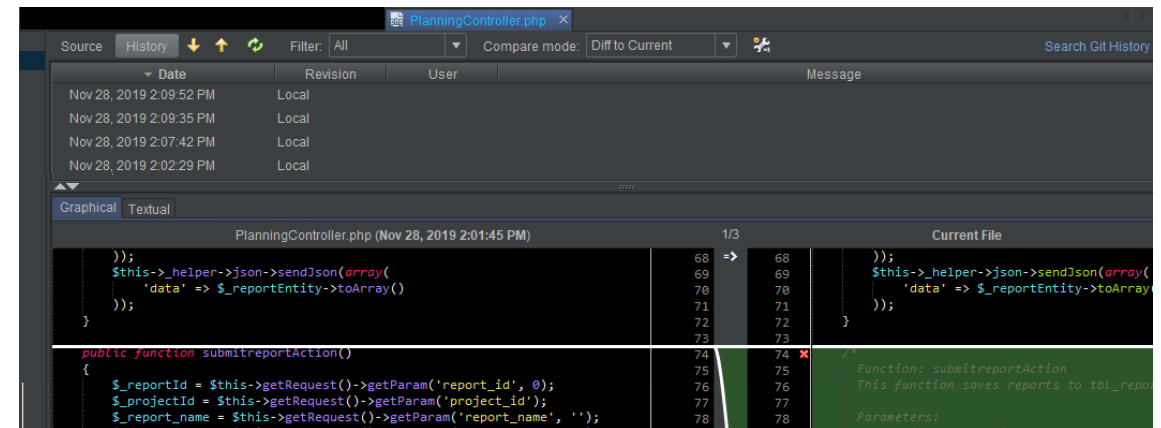 PlanningController.php
Source History Filter: All Compare mode: Diff to Current Search Git History
Date Revision User Message
Nov 28, 2019 2:09:52 PM Local
Nov 28, 2019 2:09:35 PM Local
Nov 28, 2019 2:07:42 PM Local
Nov 28, 2019 2:02:29 PM Local
Graphical Textual
PlanningController.php (Nov 28, 2019 2:01:45 PM) 1/3 Current File
)); 68 68 ));
$this->_helper->json->sendJson(array( 69 69 $this->_helper->json->sendJson(array(
'data' => $_reportEntity->toArray() 70 70 'data' => $_reportEntity->toArray
)); 71 71 ));
} 72 72 }
73 73
public function submitreportAction() 74 74 /*
{ 75 75 Function: submitreportAction
$_reportId = $this->getRequest()->getParam('report_id', 0); 76 76 This function saves reports to tbl_repor
$_projectId = $this->getRequest()->getParam('project_id'); 77 77
$_report_name = $this->getRequest()->getParam('report_name', ''); 78 78 Parameters: